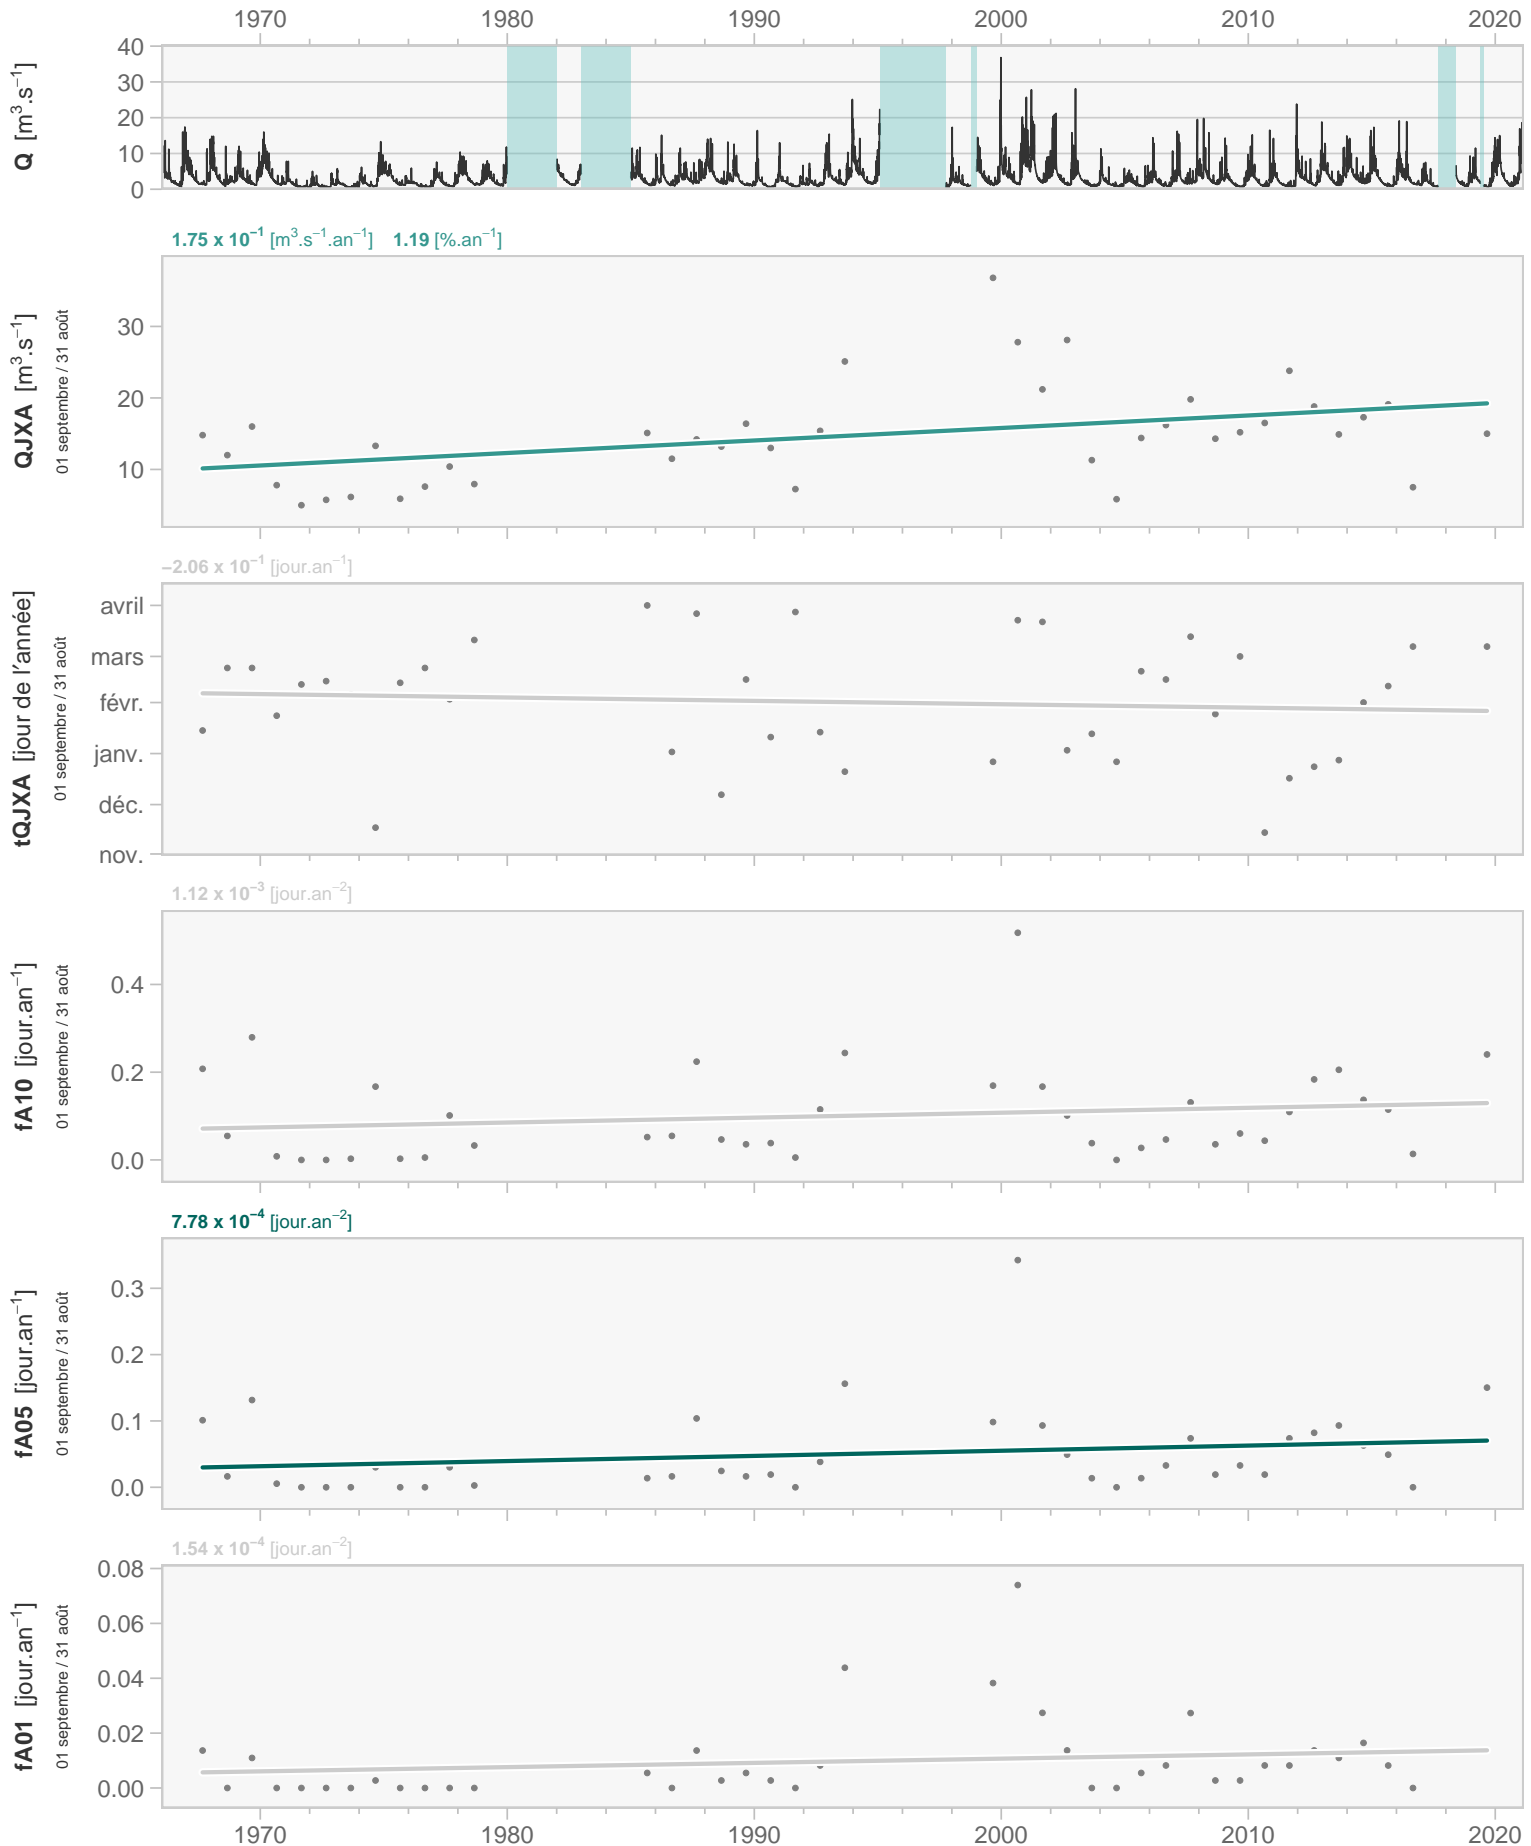 1970 1980 1990 2000 2010 2020
Q [m³.s⁻¹]
40
30
20
10
0
1.75 x 10⁻¹ [m³.s⁻¹.an⁻¹] 1.19 [%.an⁻¹]
QJXA [m³.s⁻¹]
01 septembre / 31 août
30
20
10
−2.06 x 10⁻¹ [jour.an⁻¹]
tQJXA [jour de l'année]
01 septembre / 31 août
avril
mars
févr.
janv.
déc.
nov.
1.12 x 10⁻³ [jour.an⁻²]
fA10 [jour.an⁻¹]
01 septembre / 31 août
0.4
0.2
0.0
7.78 x 10⁻⁴ [jour.an⁻²]
fA05 [jour.an⁻¹]
01 septembre / 31 août
0.3
0.2
0.1
0.0
1.54 x 10⁻⁴ [jour.an⁻²]
fA01 [jour.an⁻¹]
01 septembre / 31 août
0.08
0.06
0.04
0.02
0.00
1970 1980 1990 2000 2010 2020